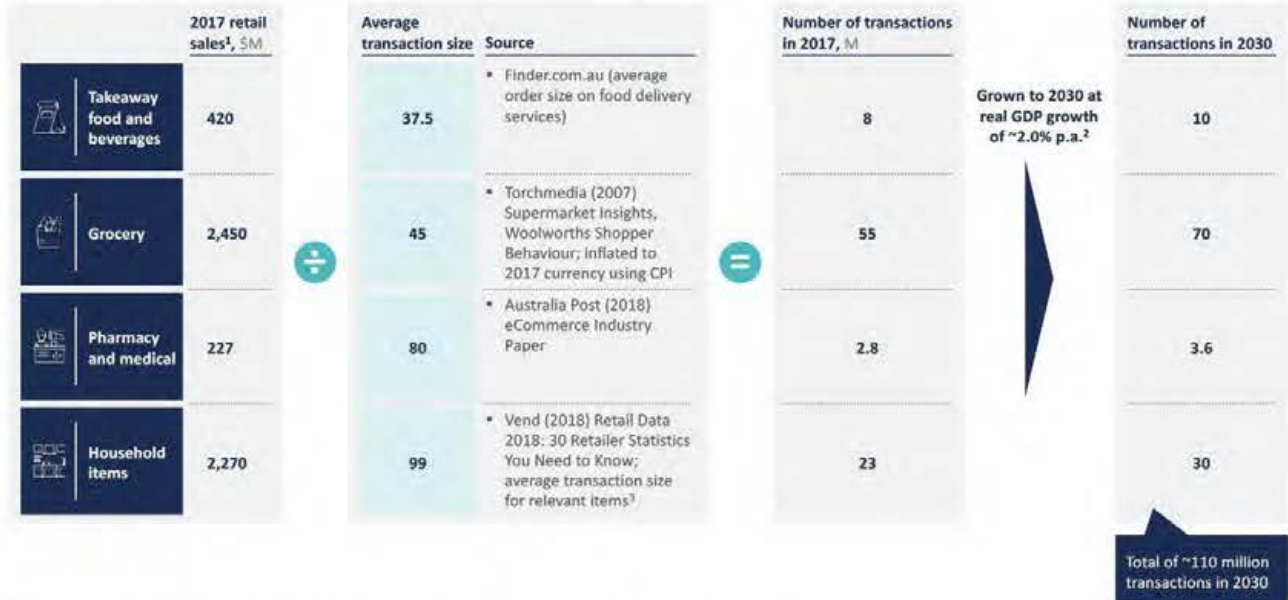 2017 retail
sales¹, $M
Average
transaction size
Source
Number of transactions
in 2017, M
Number of
transactions in 2030
Takeaway
food and
beverages
420
37.5
▪ Finder.com.au (average
order size on food delivery
services)
8
Grown to 2030 at
real GDP growth
of ~2.0% p.a.²
10
Grocery
2,450
÷
45
▪ Torchmedia (2007)
Supermarket Insights,
Woolworths Shopper
Behaviour; inflated to
2017 currency using CPI
=
55
70
Pharmacy
and medical
227
80
▪ Australia Post (2018)
eCommerce Industry
Paper
2.8
3.6
Household
items
2,270
99
▪ Vend (2018) Retail Data
2018: 30 Retailer Statistics
You Need to Know;
average transaction size
for relevant items³
23
30
Total of ~110 million
transactions in 2030